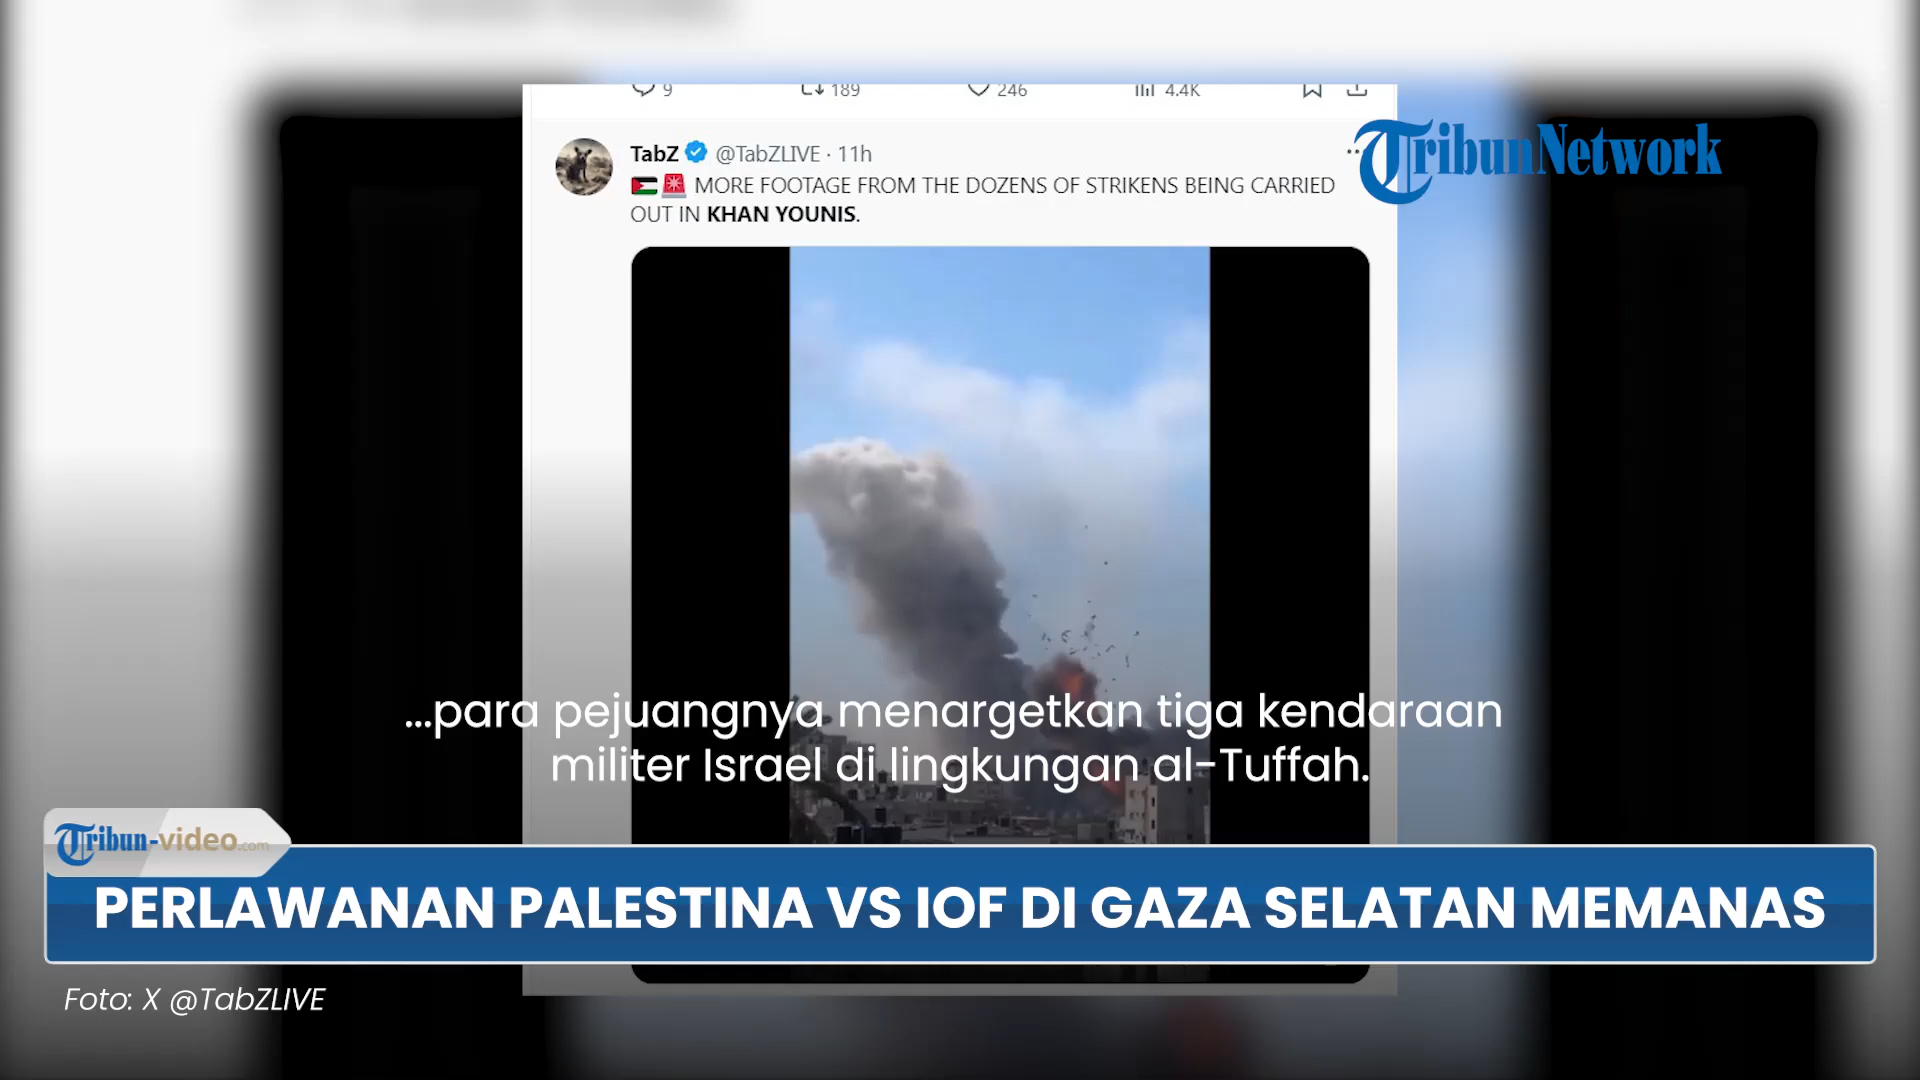 9 189 246 4.4K
TabZ @TabZLIVE · 11h
MORE FOOTAGE FROM THE DOZENS OF STRIKENS BEING CARRIED
OUT IN KHAN YOUNIS.
TribunNetwork
...para pejuangnya menargetkan tiga kendaraan
militer Israel di lingkungan al-Tuffah.
Tribun-video.com
PERLAWANAN PALESTINA VS IOF DI GAZA SELATAN MEMANAS
Foto: X @TabZLIVE